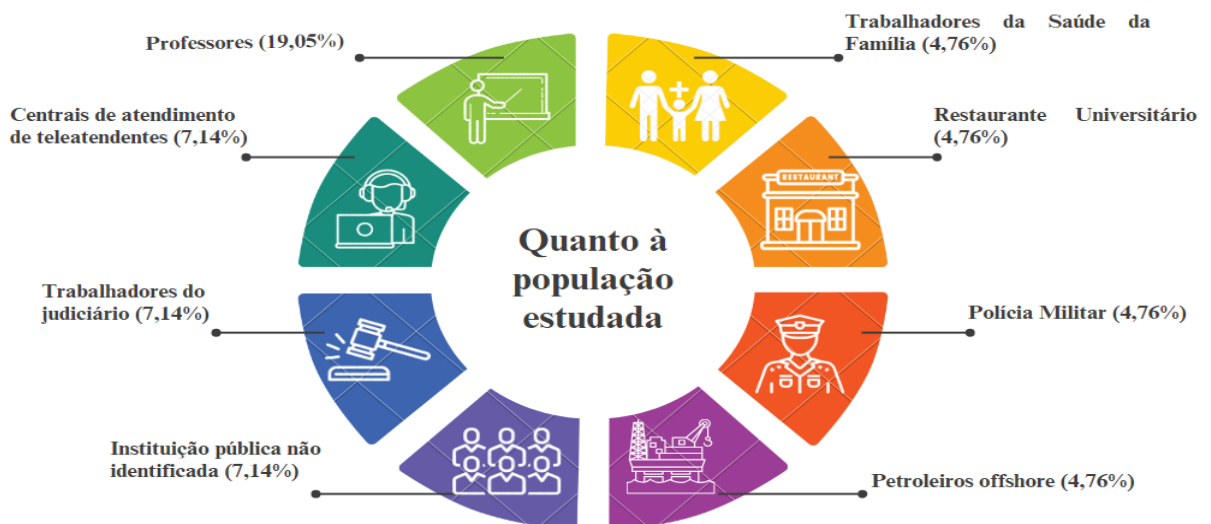 Professores (19,05%)
Trabalhadores da Saúde da
Família (4,76%)
Centrais de atendimento
de teleatendentes (7,14%)
Restaurante Universitário
(4,76%)
RESTAURANT
Quanto à
população
estudada
Trabalhadores do
judiciário (7,14%)
Polícia Militar (4,76%)
Instituição pública não
identificada (7,14%)
Petroleiros offshore (4,76%)